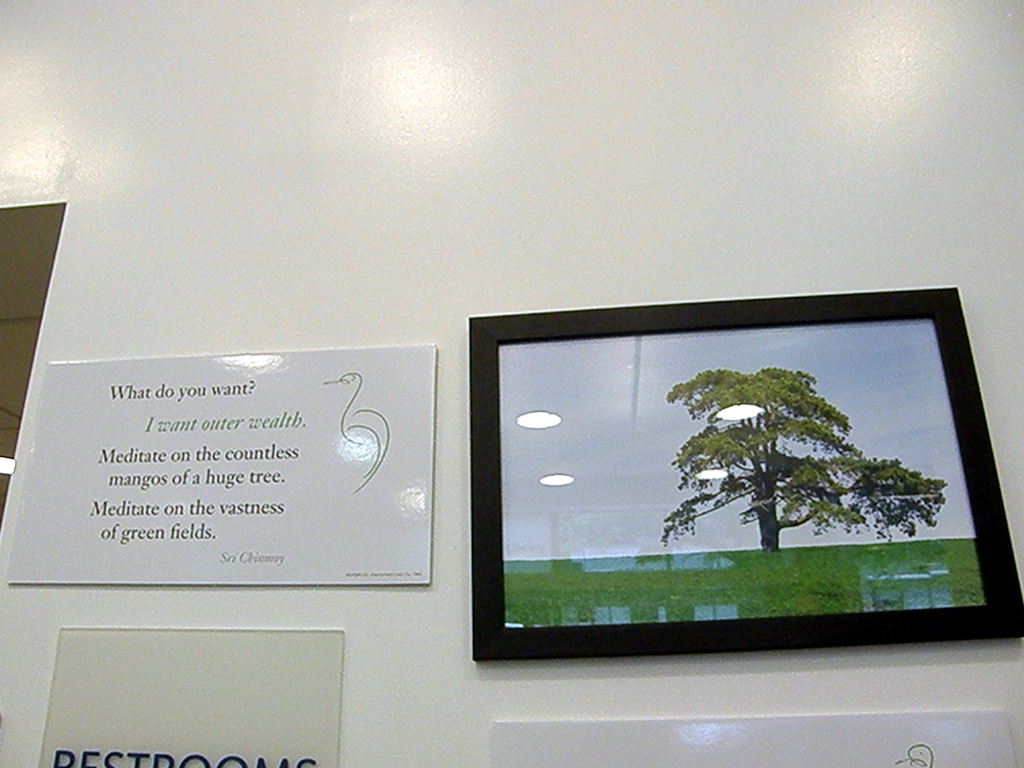 What do you want?
I want outer wealth.
Meditate on the countless
mangos of a huge tree.
Meditate on the vastness
of green fields.
Sri Chinmoy
RESTROOMS